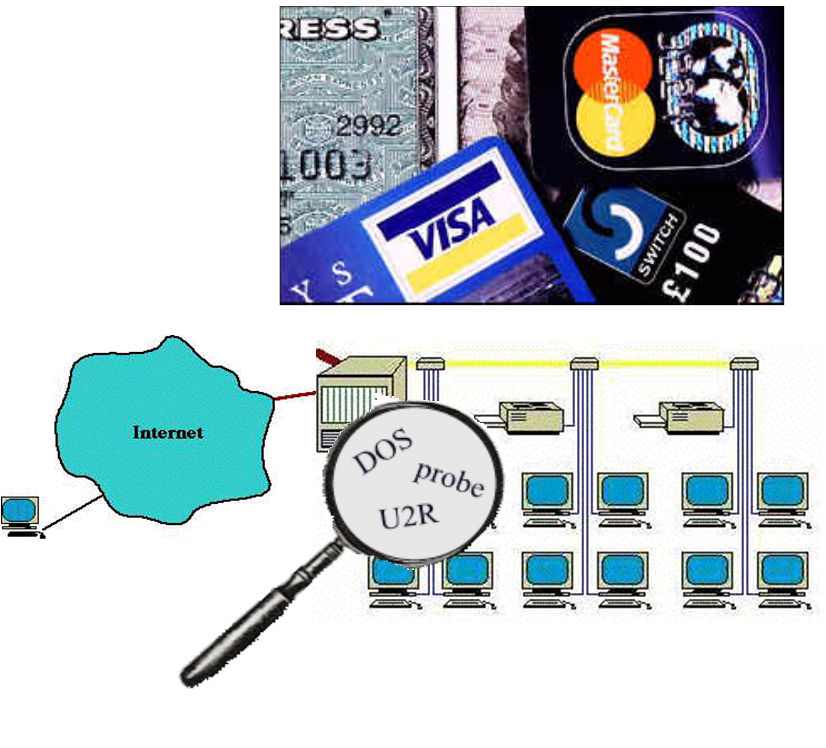 RESS
2992
1003
MasterCard
VISA
SWITCH
£100
Y S
Internet
DOS
probe
U2R